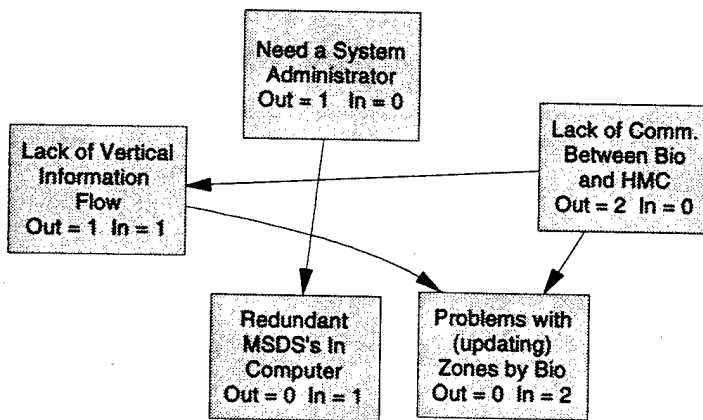 Need a System
Administrator
Out = 1 In = 0
Lack of Comm.
Between Bio
and HMC
Out = 2 In = 0
Lack of Vertical
Information
Flow
Out = 1 In = 1
Redundant
MSDS's In
Computer
Out = 0 In = 1
Problems with
(updating)
Zones by Bio
Out = 0 In = 2